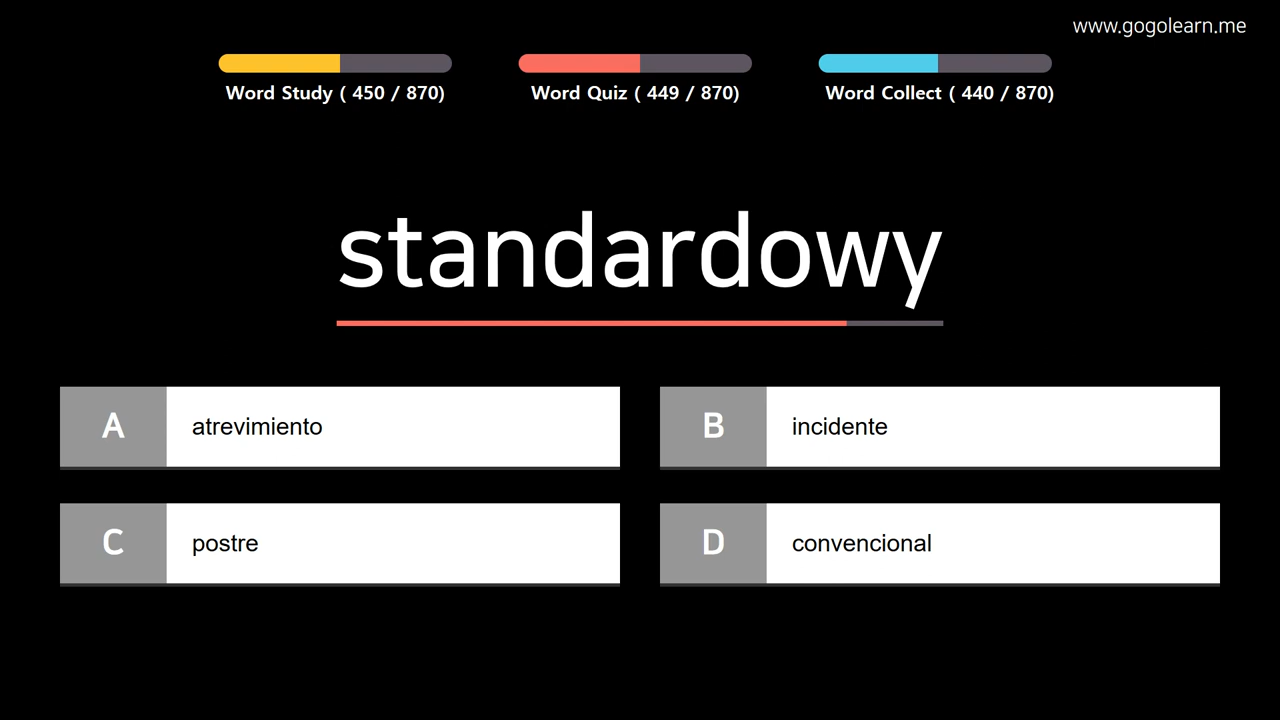 www.gogolearn.me
Word Study ( 450 / 870)
Word Quiz ( 449 / 870)
Word Collect ( 440 / 870)
standardowy
A
atrevimiento
B
incidente
C
postre
D
convencional